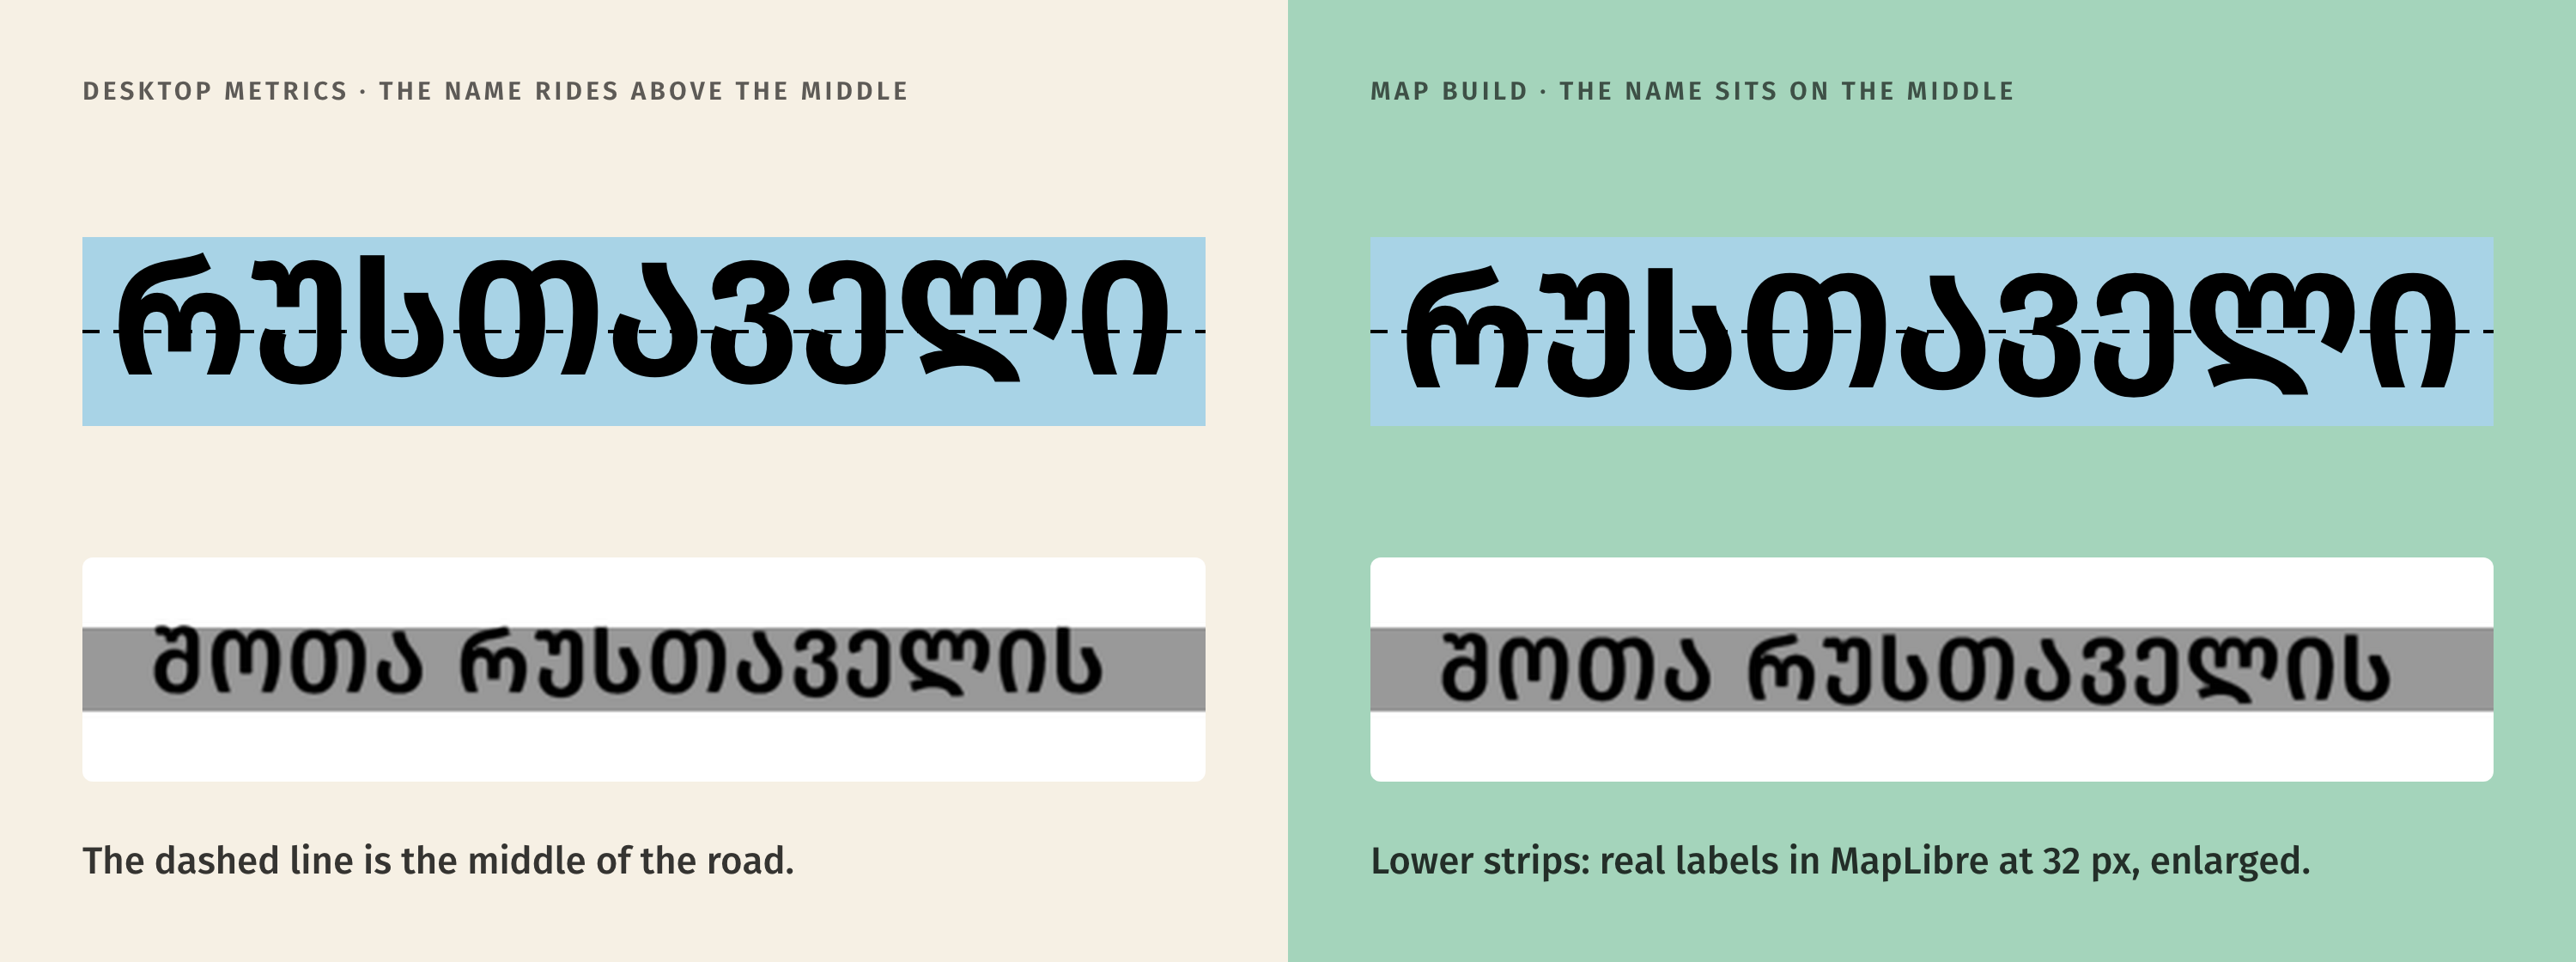 DESKTOP METRICS · THE NAME RIDES ABOVE THE MIDDLE
რუსთაველი
შოთა რუსთაველის
The dashed line is the middle of the road.
MAP BUILD · THE NAME SITS ON THE MIDDLE
რუსთაველი
შოთა რუსთაველის
Lower strips: real labels in MapLibre at 32 px, enlarged.